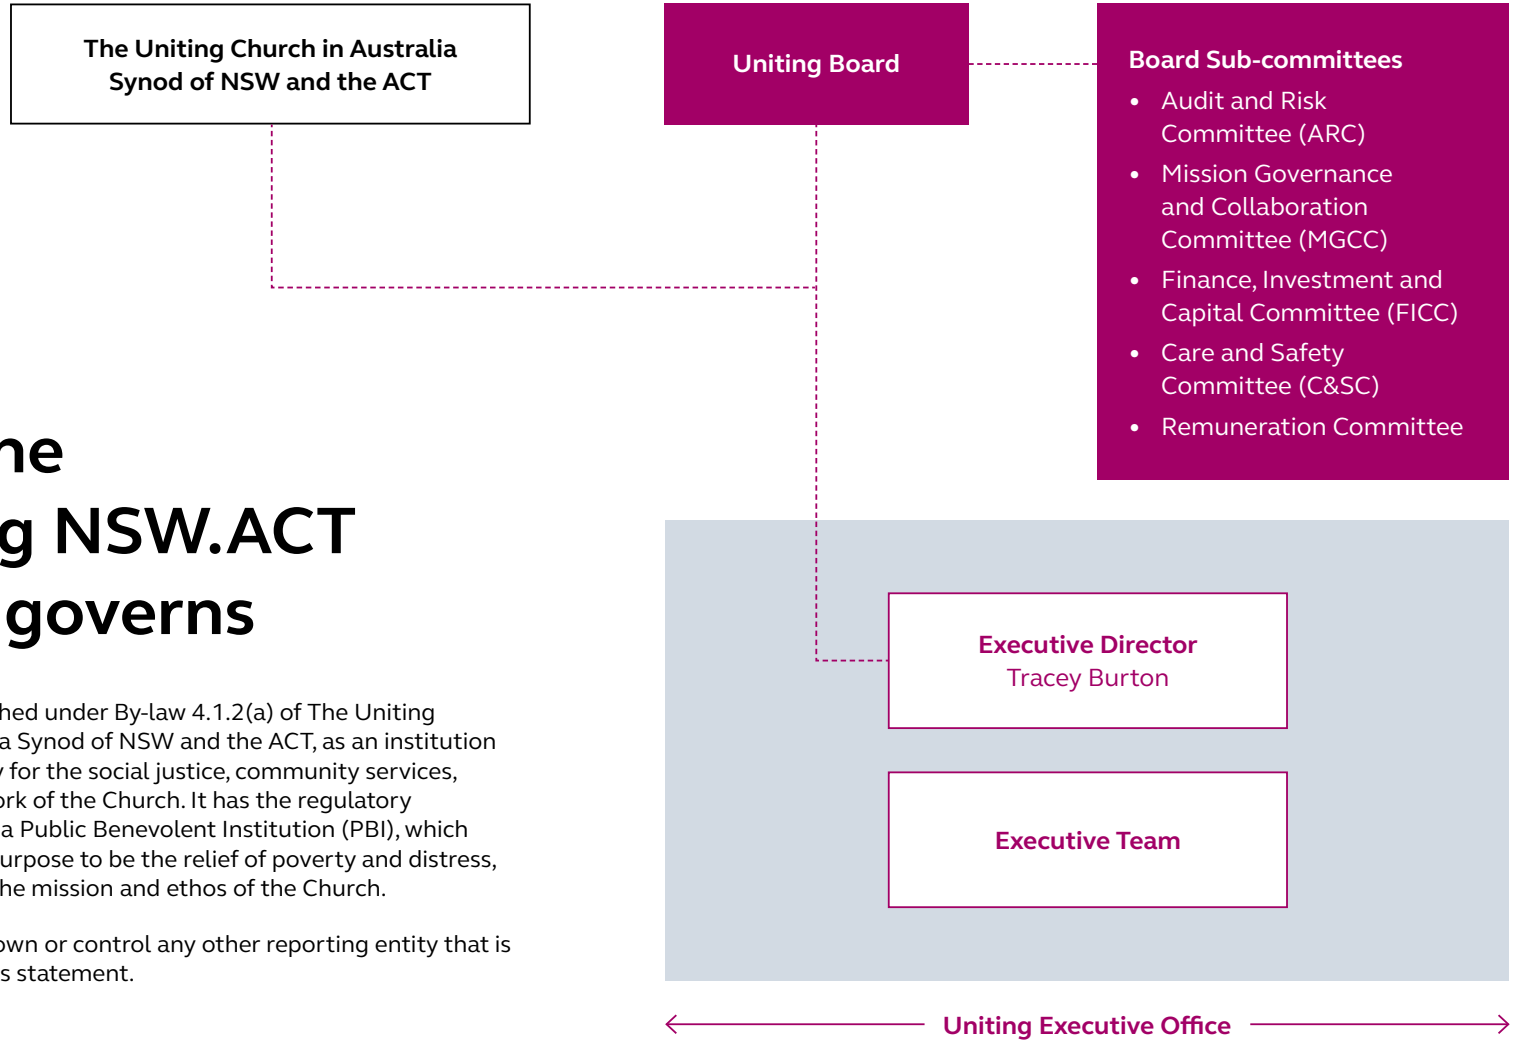 The Uniting Church in Australia
Synod of NSW and the ACT
Uniting Board
Board Sub-committees
• Audit and Risk
Committee (ARC)
• Mission Governance
and Collaboration
Committee (MGCC)
• Finance, Investment and
Capital Committee (FICC)
• Care and Safety
Committee (C&SC)
• Remuneration Committee
NSW.ACT
governs
under By-law 4.1.2(a) of The Uniting
Synod of NSW and the ACT, as an institution
for the social justice, community services,
of the Church. It has the regulatory
a Public Benevolent Institution (PBI), which
to be the relief of poverty and distress,
mission and ethos of the Church.
or control any other reporting entity that is
statement.
Executive Director
Tracey Burton
Executive Team
Uniting Executive Office